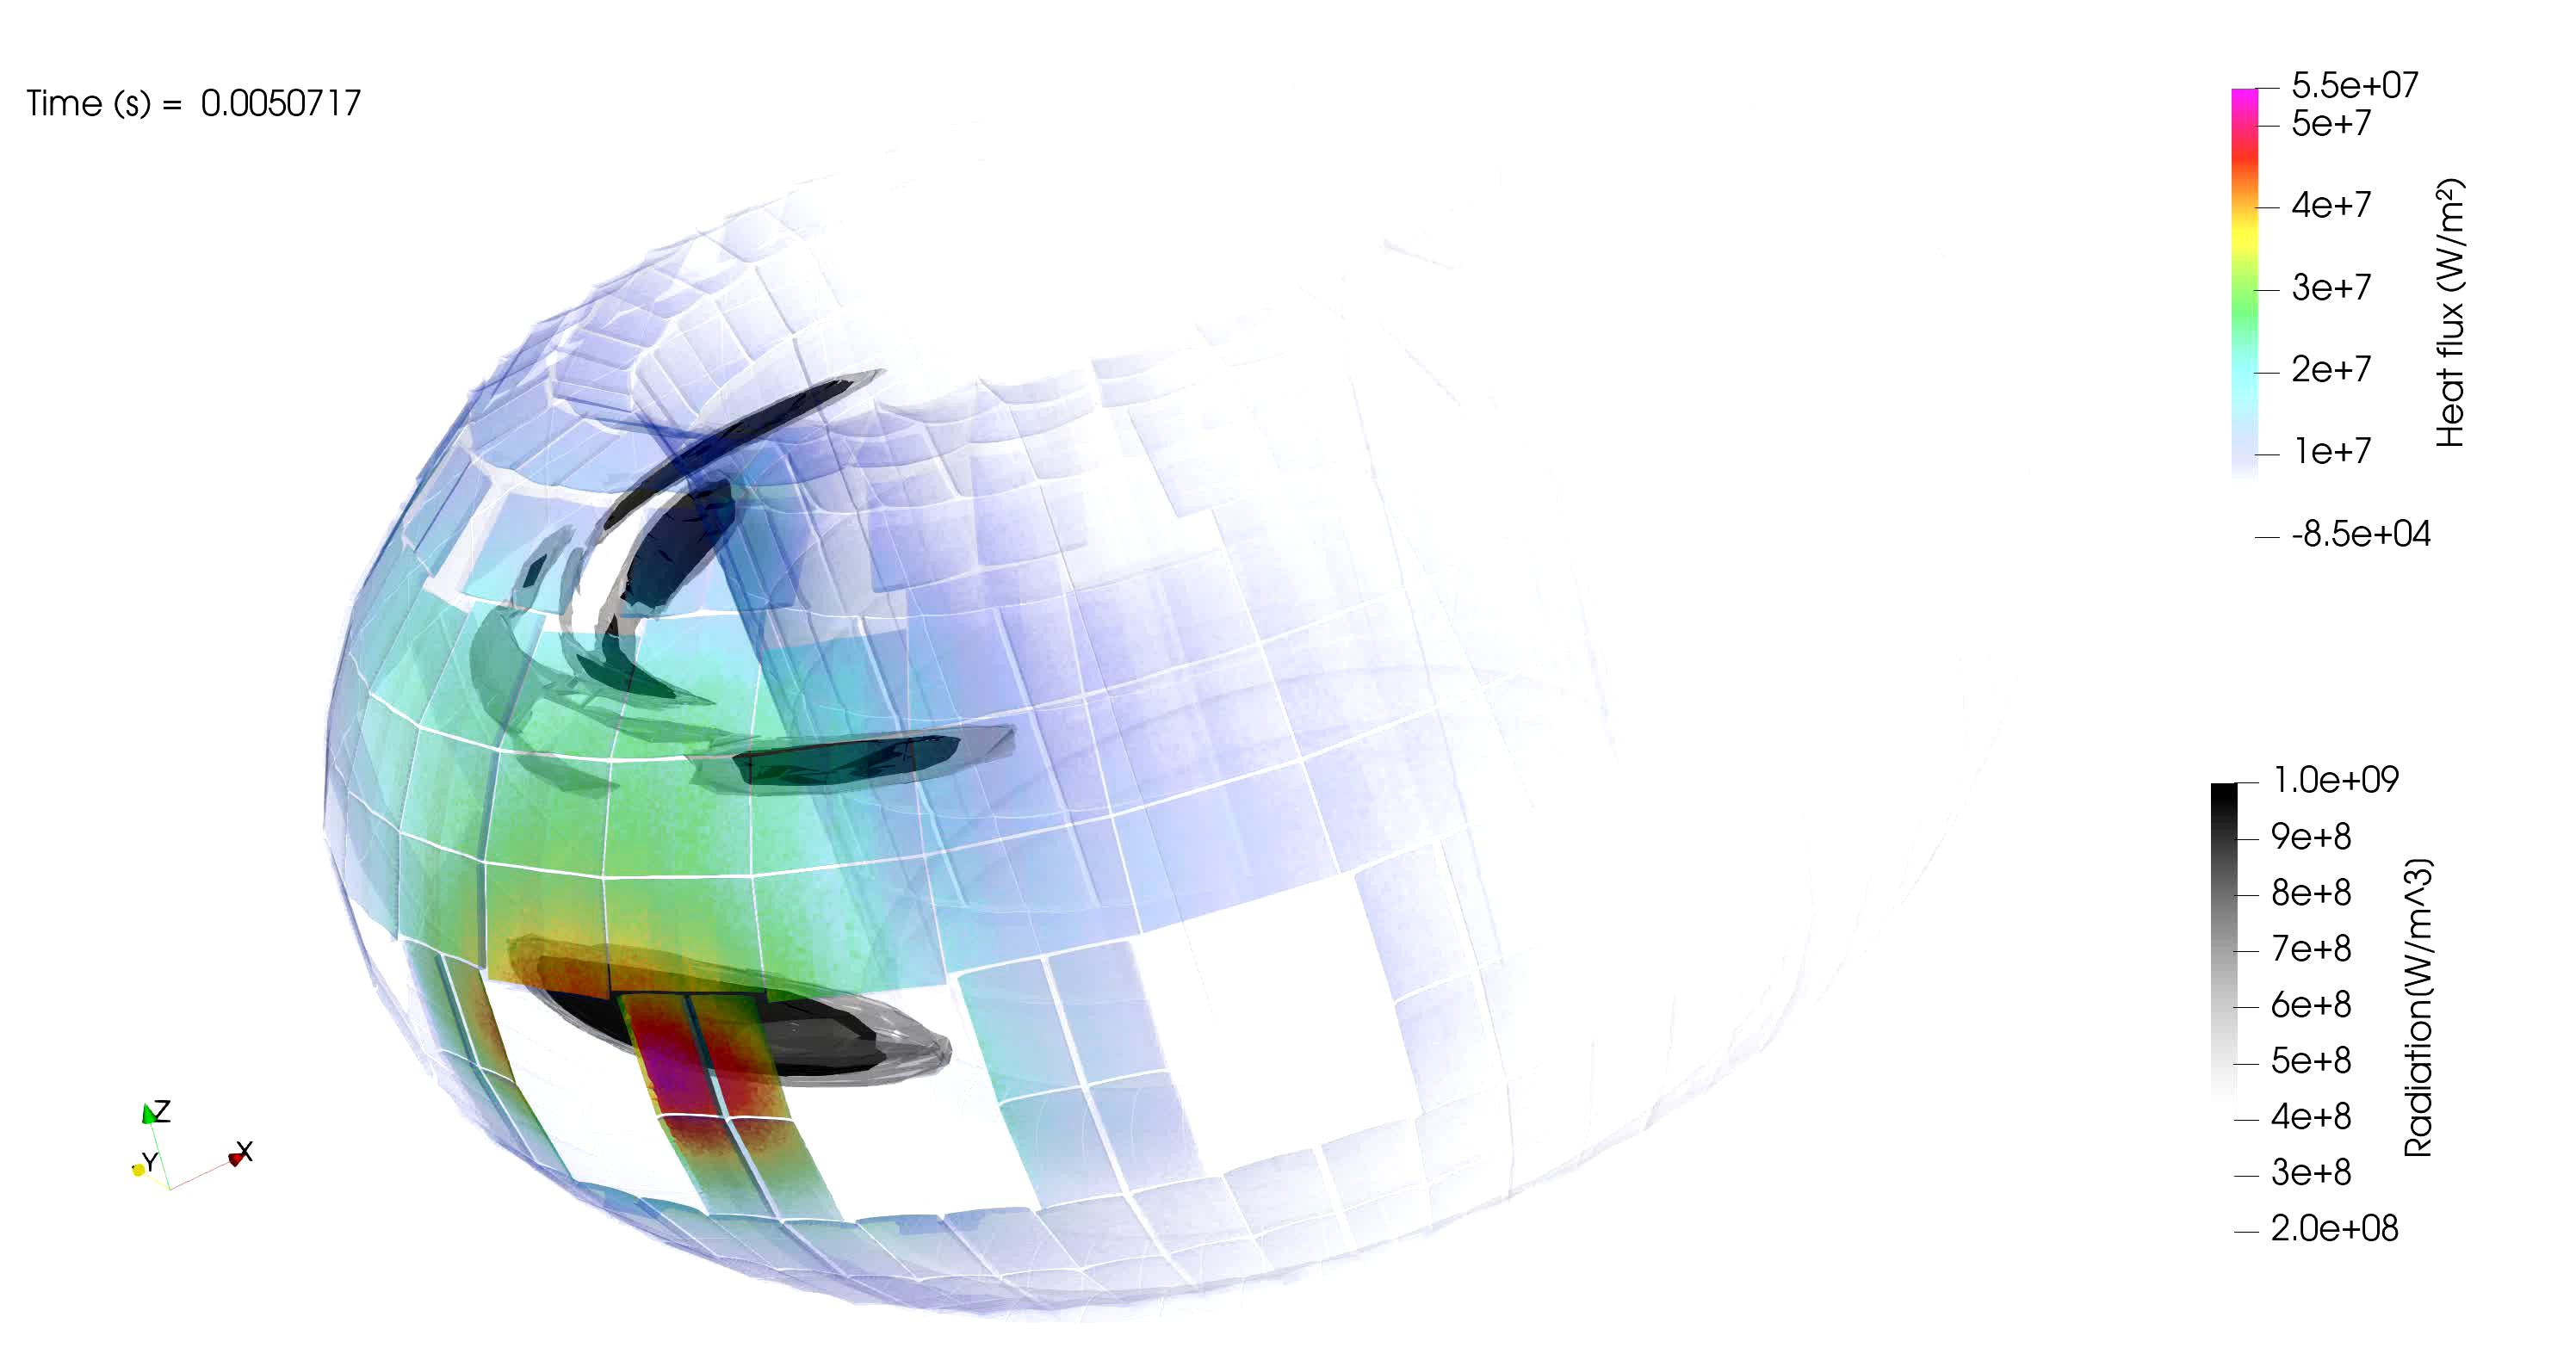 Time (s) = 0.0050717
5.5e+07
5e+7
4e+7
3e+7
2e+7
1e+7
-8.5e+04
Heat flux (W/m²)
1.0e+09
9e+8
8e+8
7e+8
6e+8
5e+8
4e+8
3e+8
2.0e+08
Radiation(W/m^3)
Z
Y
X